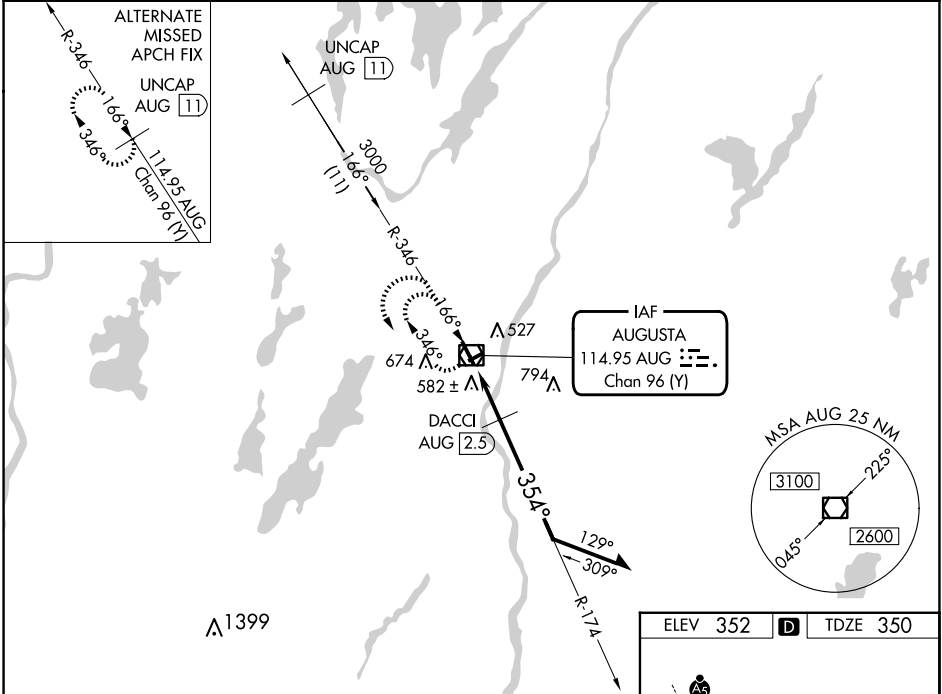 ALTERNATE
MISSED
APCH FIX
UNCAP
AUG 11
R-346
166°
346°
114.95 AUG
Chan 96 (Y)
UNCAP
AUG 11
3000
166°
(11)
R-346
166°
346°
527
674
582 ±
794
IAF
AUGUSTA
114.95 AUG
Chan 96 (Y)
DACCI
AUG 2.5
354°
129°
309°
R-174
MSA AUG 25 NM
3100
225°
045°
2600
1399
ELEV 352 D TDZE 350
A5